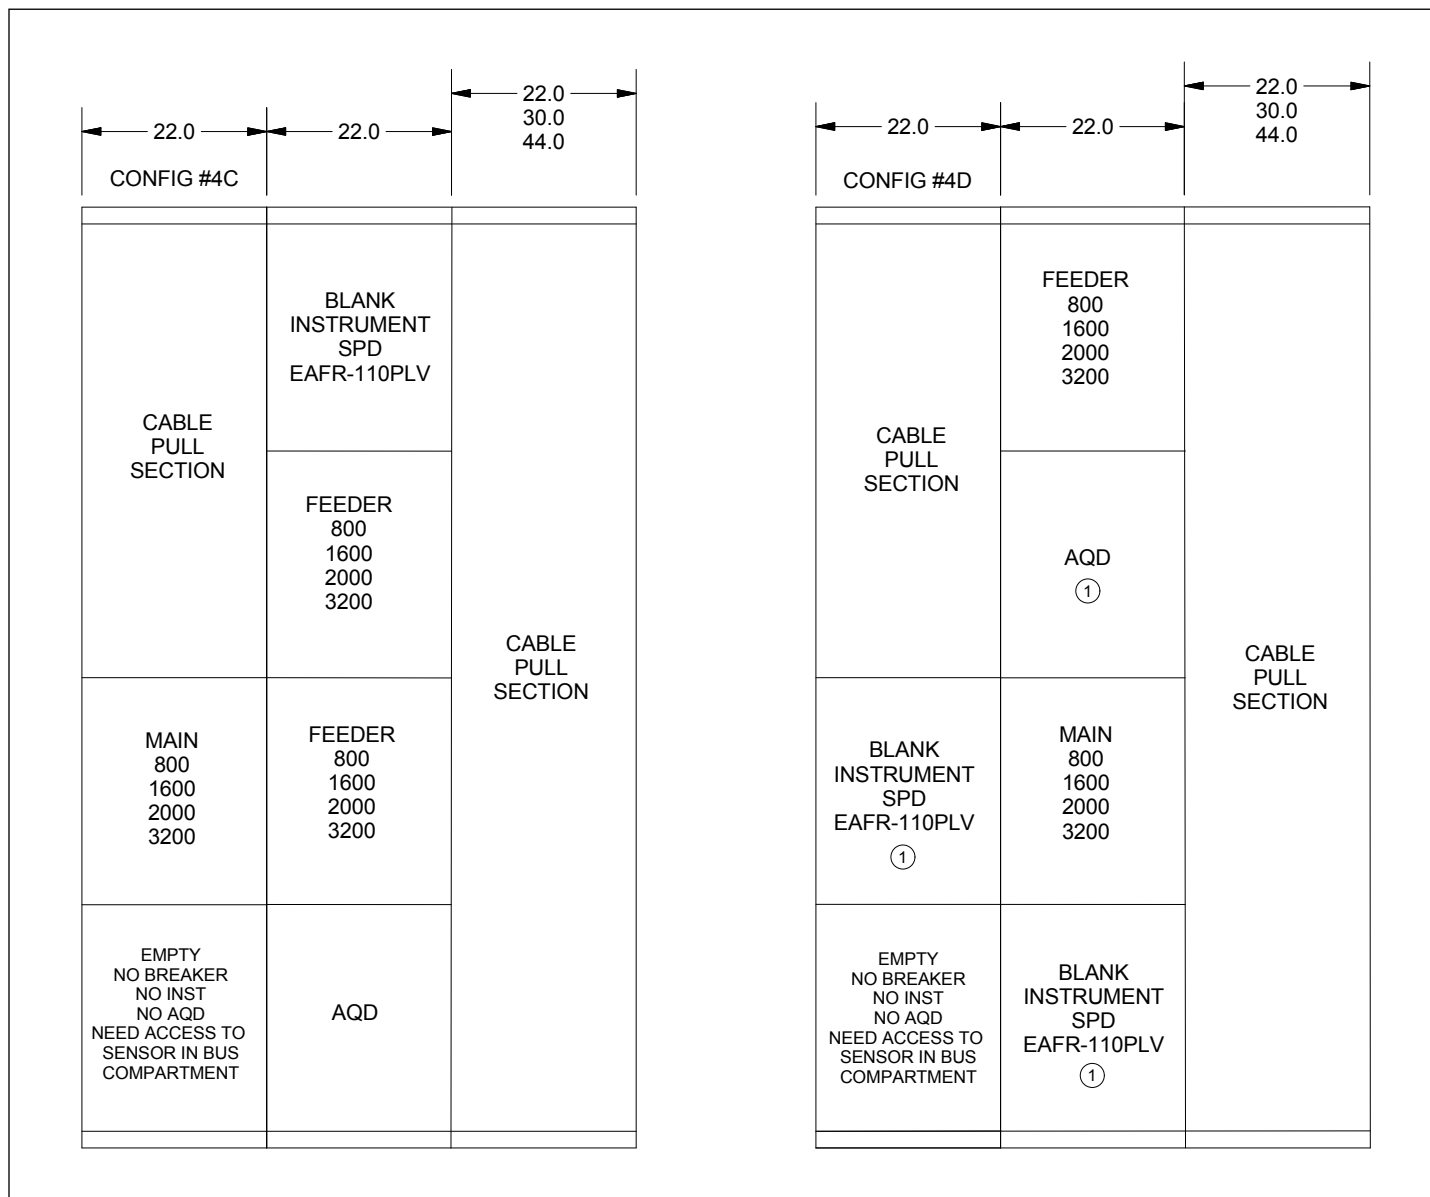 22.0
22.0
22.0
30.0
44.0
CONFIG #4C
CABLE
PULL
SECTION
MAIN
800
1600
2000
3200
EMPTY
NO BREAKER
NO INST
NO AQD
NEED ACCESS TO
SENSOR IN BUS
COMPARTMENT
BLANK
INSTRUMENT
SPD
EAFR-110PLV
FEEDER
800
1600
2000
3200
FEEDER
800
1600
2000
3200
AQD
CABLE
PULL
SECTION
22.0
22.0
22.0
30.0
44.0
CONFIG #4D
CABLE
PULL
SECTION
BLANK
INSTRUMENT
SPD
EAFR-110PLV
1
EMPTY
NO BREAKER
NO INST
NO AQD
NEED ACCESS TO
SENSOR IN BUS
COMPARTMENT
FEEDER
800
1600
2000
3200
AQD
1
MAIN
800
1600
2000
3200
BLANK
INSTRUMENT
SPD
EAFR-110PLV
1
CABLE
PULL
SECTION